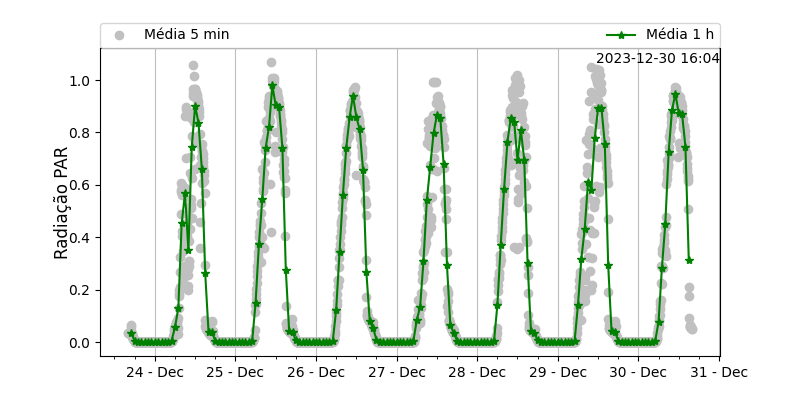 Média 5 min
Média 1 h
2023-12-30 16:04
Radiação PAR
1.0
0.8
0.6
0.4
0.2
0.0
24 - Dec
25 - Dec
26 - Dec
27 - Dec
28 - Dec
29 - Dec
30 - Dec
31 - Dec